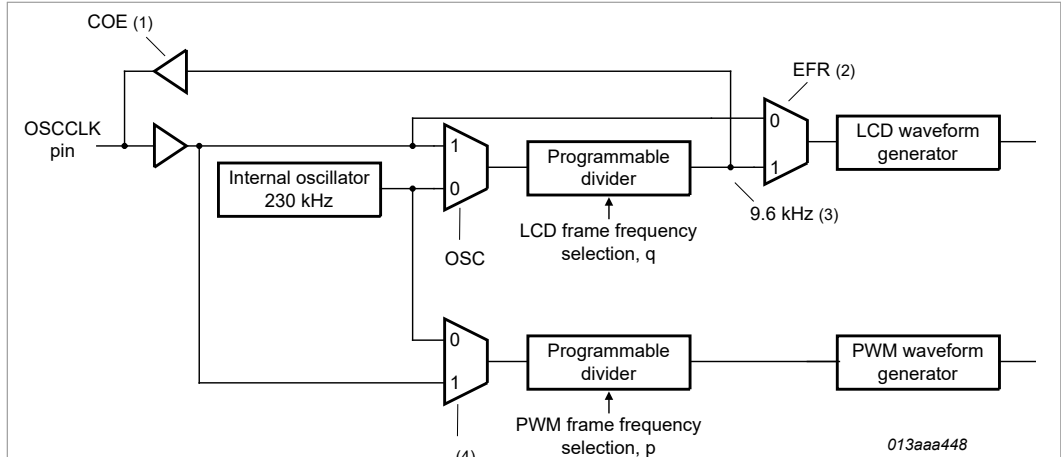 COE (1)
EFR (2)
OSCCLK
pin
0
1
LCD waveform
generator
1
0
Programmable
divider
Internal oscillator
230 kHz
9.6 kHz (3)
LCD frame frequency
selection, q
OSC
0
1
Programmable
divider
PWM waveform
generator
PWM frame frequency
selection, p
(4)
013aaa448